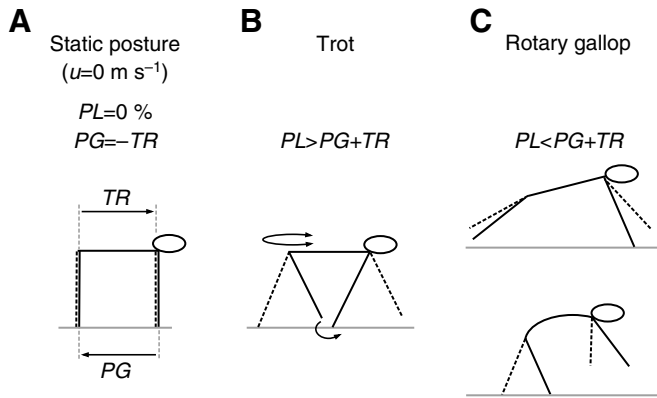 A
Static posture
(u=0 m s⁻¹)
PL=0 %
PG=–TR
TR
PG
B
Trot
PL>PG+TR
C
Rotary gallop
PL<PG+TR